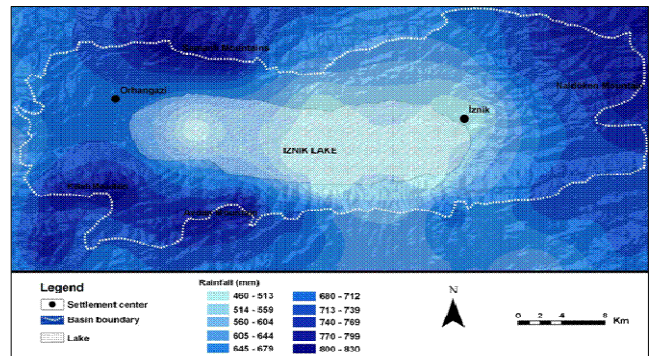 Mountains
Orhangazi
İznik
IZNIK LAKE
Legend
Settlement center
Basin boundary
Lake
Rainfall (mm)
460 - 513
514 - 559
560 - 604
605 - 644
645 - 679
680 - 712
713 - 739
740 - 769
770 - 799
800 - 830
N
0 2 4 8
Km